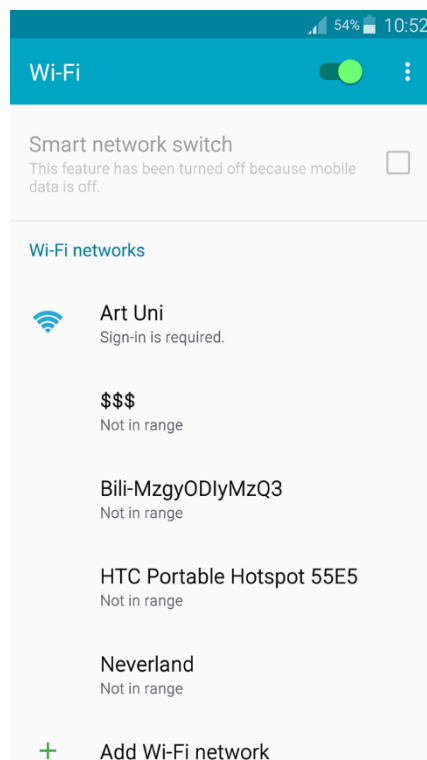 54% 10:52
Wi-Fi
Smart network switch
This feature has been turned off because mobile
data is off.
Wi-Fi networks
Art Uni
Sign-in is required.
$$$
Not in range
Bili-MzgyODIyMzQ3
Not in range
HTC Portable Hotspot 55E5
Not in range
Neverland
Not in range
Add Wi-Fi network